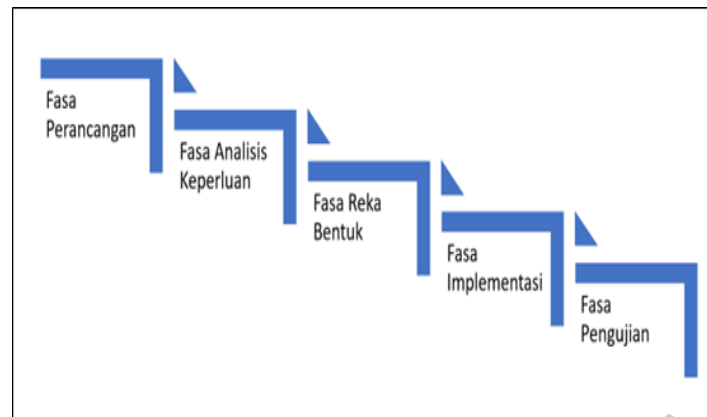 Fasa
Perancangan
Fasa Analisis
Keperluan
Fasa Reka
Bentuk
Fasa
Implementasi
Fasa
Pengujian